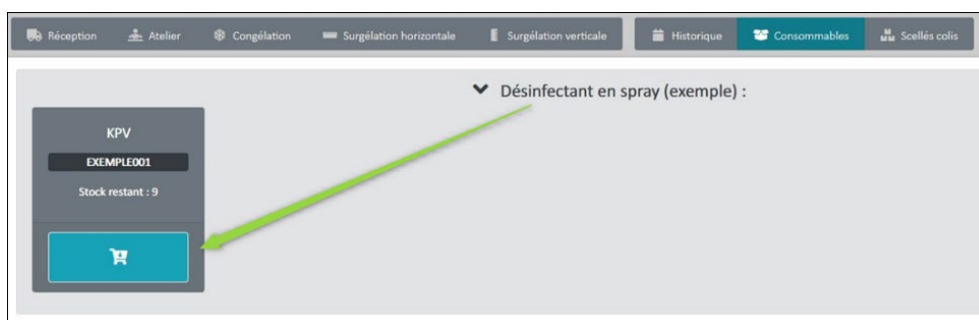 Réception Atelier Congélation Surgélation horizontale Surgélation verticale Historique Consommables Scellés colis
Désinfectant en spray (exemple) :
KPV
EXEMPLE001
Stock restant : 9